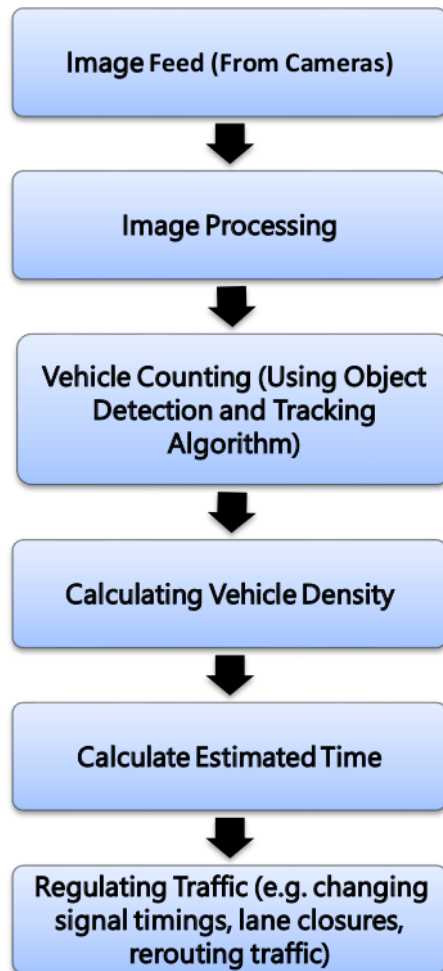 Image Feed (From Cameras)
Image Processing
Vehicle Counting (Using Object
Detection and Tracking
Algorithm)
Calculating Vehicle Density
Calculate Estimated Time
Regulating Traffic (e.g. changing
signal timings, lane closures,
rerouting traffic)